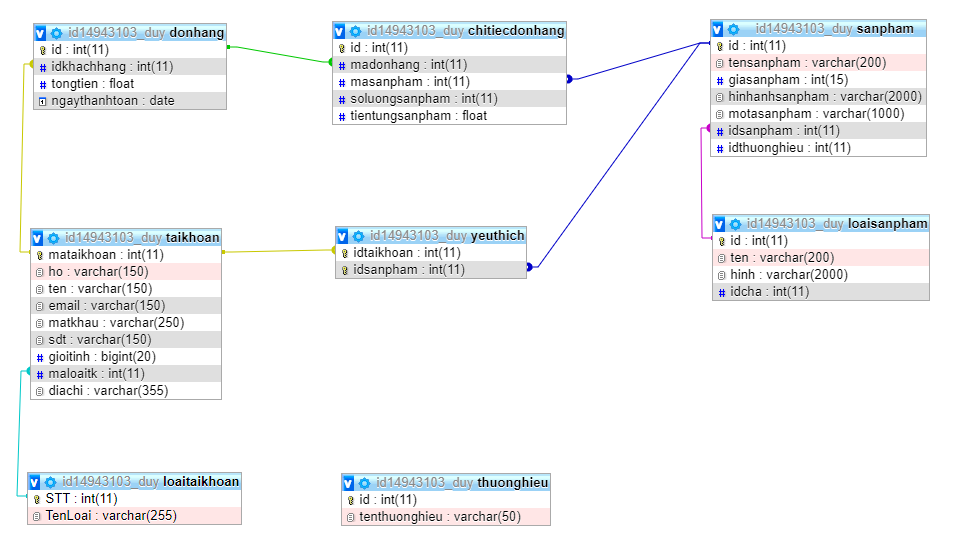 id14943103_duy donhang
id : int(11)
idkhachhang : int(11)
tongtien : float
ngaythanhtoan : date
id14943103_duy chitiecdonhang
id : int(11)
madonhang : int(11)
masanpham : int(11)
soluongsanpham : int(11)
tientungsanpham : float
id14943103_duy sanpham
id : int(11)
tensanpham : varchar(200)
giasanpham : int(15)
hinhanhsanpham : varchar(2000)
motasanpham : varchar(1000)
idsanpham : int(11)
idthuonghieu : int(11)
id14943103_duy taikhoan
mataikhoan : int(11)
ho : varchar(150)
ten : varchar(150)
email : varchar(150)
matkhau : varchar(250)
sdt : varchar(150)
gioitinh : bigint(20)
maloaitk : int(11)
diachi : varchar(355)
id14943103_duy yeuthich
idtaikhoan : int(11)
idsanpham : int(11)
id14943103_duy loaisanpham
id : int(11)
ten : varchar(200)
hinh : varchar(2000)
idcha : int(11)
id14943103_duy loaitaikhoan
STT : int(11)
TenLoai : varchar(255)
id14943103_duy thuonghieu
id : int(11)
tenthuonghieu : varchar(50)